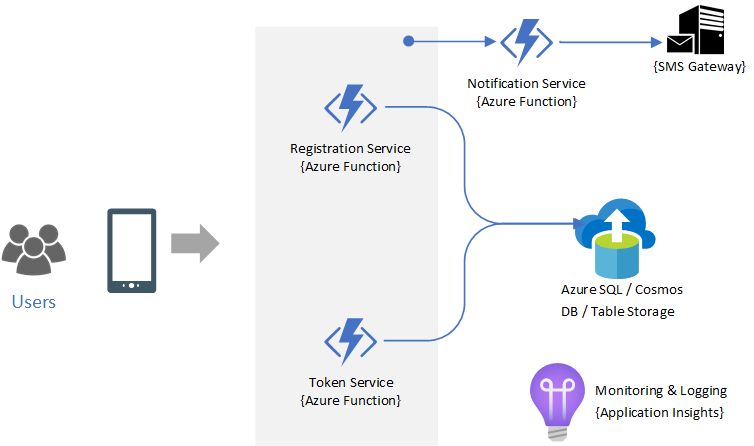 {SMS Gateway}
Notification Service
{Azure Function}
Registration Service
{Azure Function}
Users
Azure SQL / Cosmos
DB / Table Storage
Token Service
{Azure Function}
Monitoring & Logging
{Application Insights}